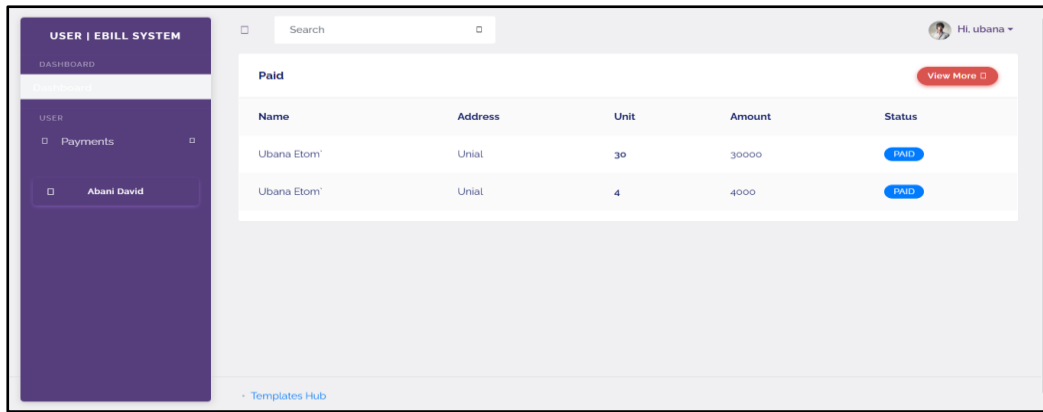 USER | EBILL SYSTEM
Search
Hi, ubana
DASHBOARD
Dashboard
USER
Payments
Abani David
Paid
View More
Name Address Unit Amount Status
Ubana Etom` Unial 30 30000 PAID
Ubana Etom` Unial 4 4000 PAID
Templates Hub